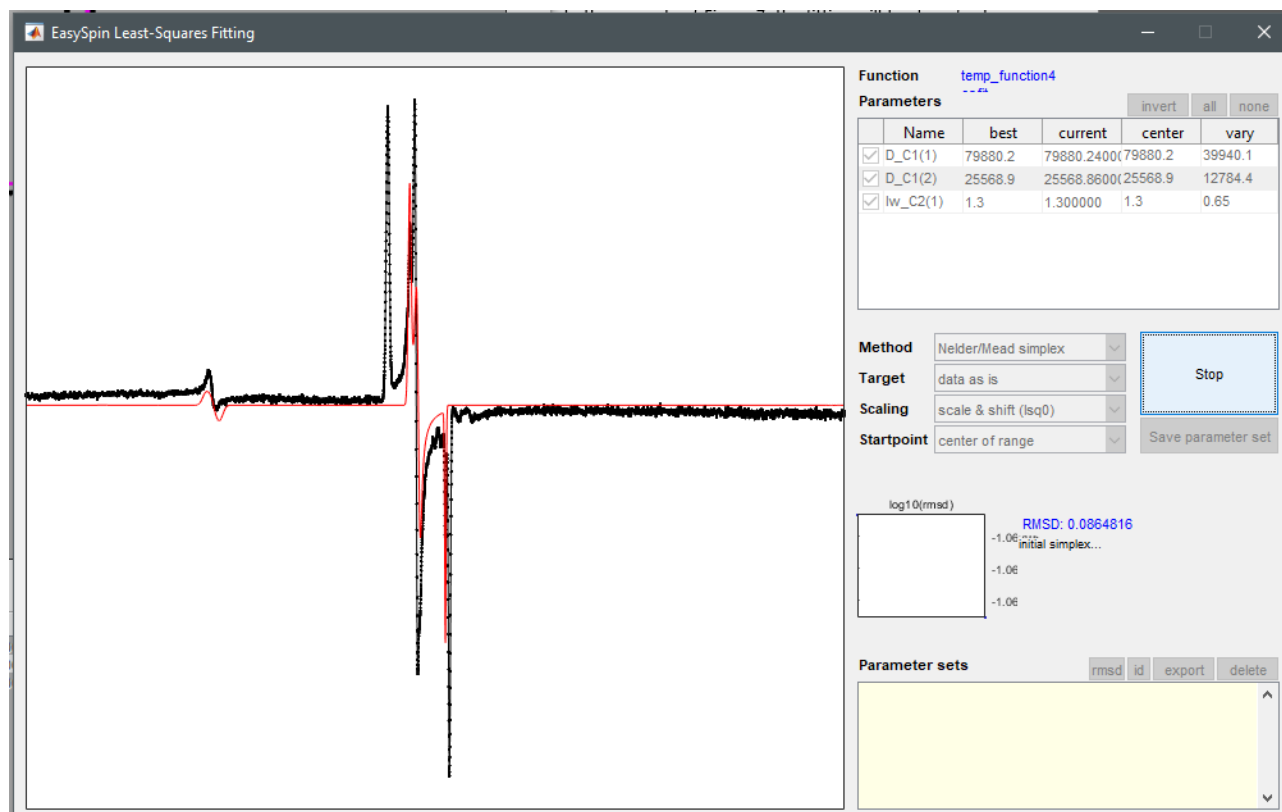 EasySpin Least-Squares Fitting
Function temp_function4
Parameters invert all none
Name best current center vary
D_C1(1) 79880.2 79880.2400( 79880.2 39940.1
D_C1(2) 25568.9 25568.8600( 25568.9 12784.4
lw_C2(1) 1.3 1.300000 1.3 0.65
Method Nelder/Mead simplex
Stop
Target data as is
Scaling scale & shift (lsq0)
Startpoint center of range
Save parameter set
log10(rmsd)
RMSD: 0.0864816
-1.06
initial simplex...
-1.06
-1.06
Parameter sets rmsd id export delete